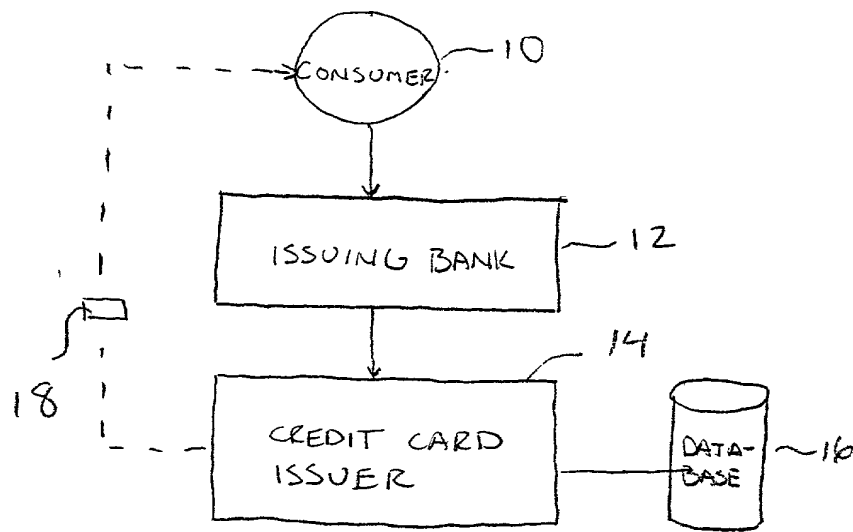 CONSUMER
10
ISSUING BANK
12
18
14
CREDIT CARD
ISSUER
DATA-
BASE
16